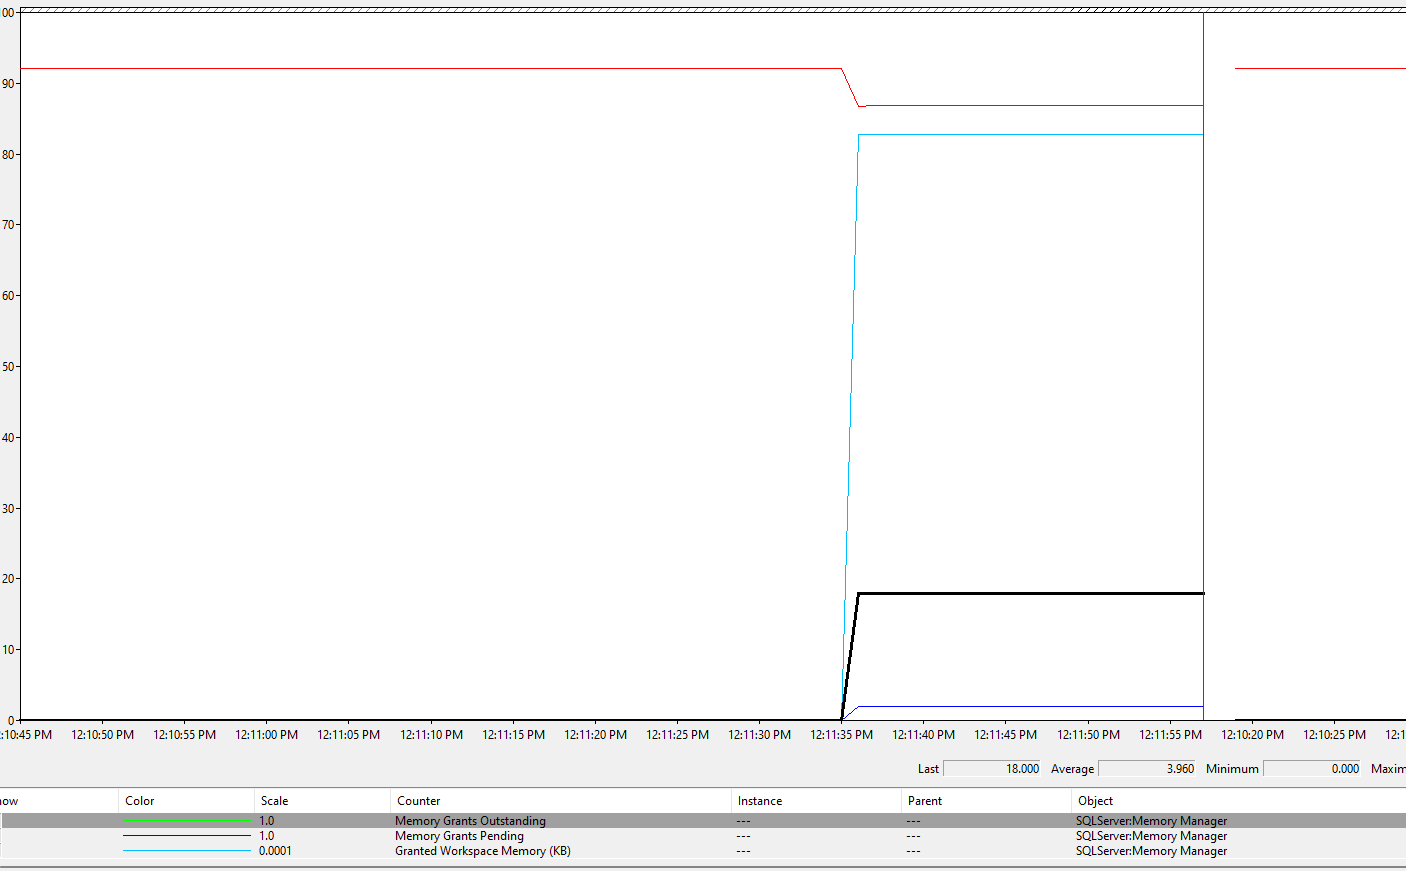 00
90
80
70
60
50
40
30
20
10
0
:10:45 PM 12:10:50 PM 12:10:55 PM 12:11:00 PM 12:11:05 PM 12:11:10 PM 12:11:15 PM 12:11:20 PM 12:11:25 PM 12:11:30 PM 12:11:35 PM 12:11:40 PM 12:11:45 PM 12:11:50 PM 12:11:55 PM 12:10:20 PM 12:10:25 PM 12:1
Last 18.000 Average 3.960 Minimum 0.000 Maxim
ow Color Scale Counter Instance Parent Object
1.0 Memory Grants Outstanding --- --- SQLServer:Memory Manager
1.0 Memory Grants Pending --- --- SQLServer:Memory Manager
0.0001 Granted Workspace Memory (KB) --- --- SQLServer:Memory Manager